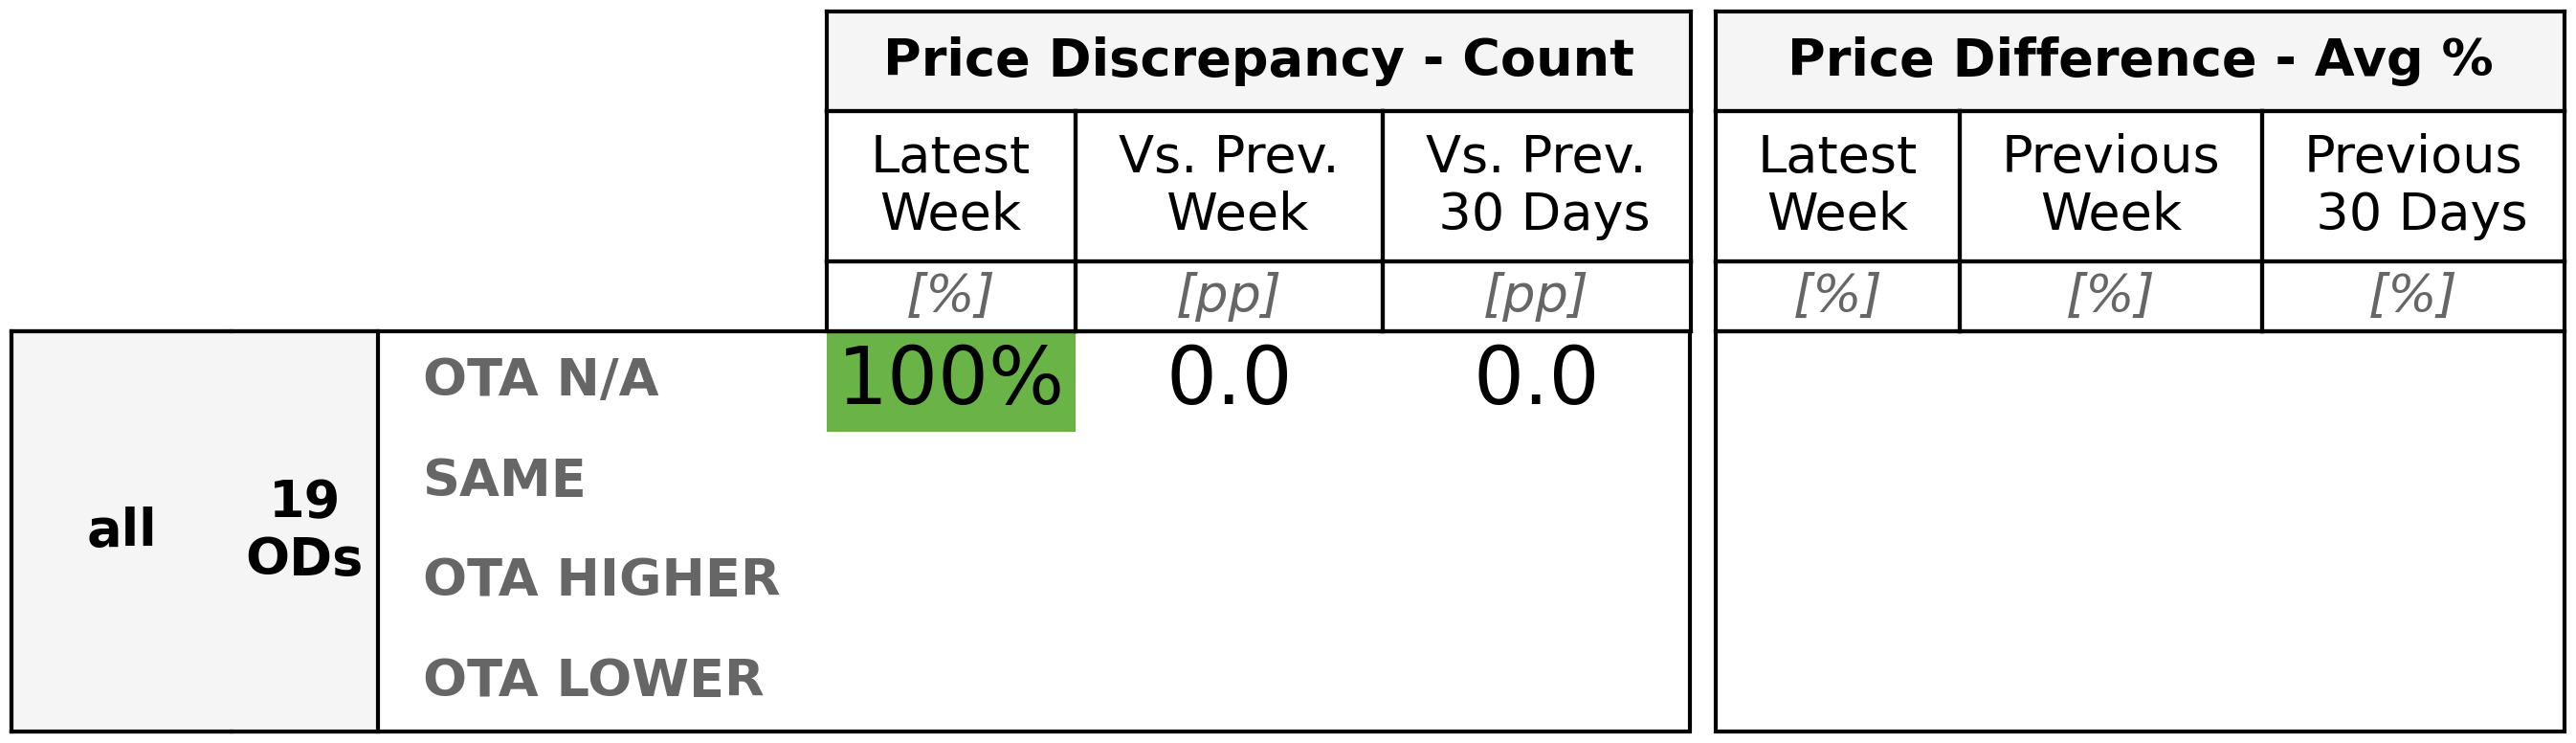 Price Discrepancy - Count
Price Difference - Avg %
Latest Week
Vs. Prev. Week
Vs. Prev. 30 Days
Latest Week
Previous Week
Previous 30 Days
[%]
[pp]
[pp]
[%]
[%]
[%]
all
19 ODs
OTA N/A
100%
0.0
0.0
SAME
OTA HIGHER
OTA LOWER